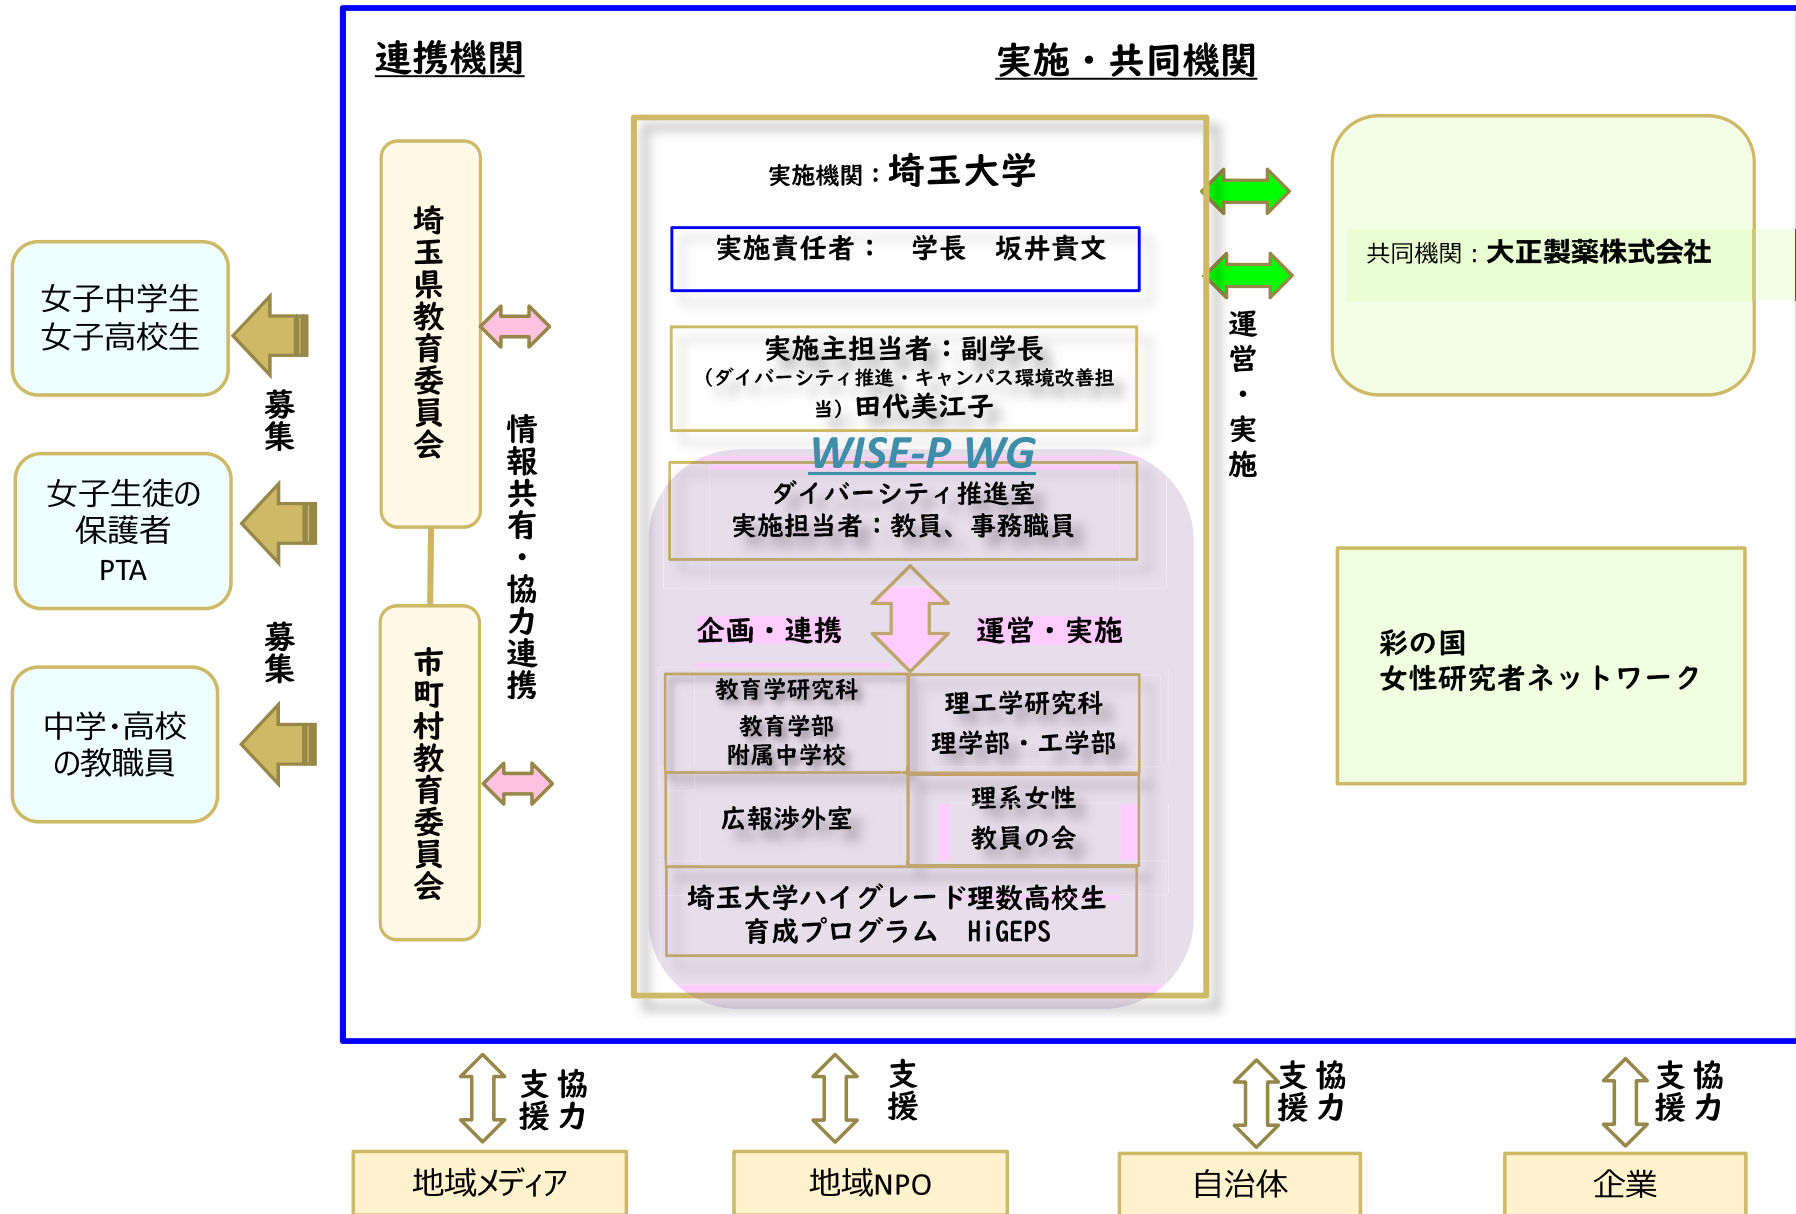 連携機関
実施・共同機関
女子中学生
女子高校生
募集
女子生徒の
保護者
PTA
募集
中学・高校
の教職員
埼玉県教育委員会
市町村教育委員会
情報共有・協力連携
実施機関：埼玉大学
実施責任者：　学長　坂井貴文
実施主担当者：副学長
（ダイバーシティ推進・キャンパス環境改善担
当）田代美江子
WISE-P WG
ダイバーシティ推進室
実施担当者：教員、事務職員
企画・連携
運営・実施
教育学研究科
教育学部
附属中学校
理工学研究科
理学部・工学部
広報渉外室
理系女性
教員の会
埼玉大学ハイグレード理数高校生
育成プログラム　HiGEPS
運営・実施
共同機関：大正製薬株式会社
彩の国
女性研究者ネットワーク
協力
支援
支援
協力
支援
協力
支援
地域メディア
地域NPO
自治体
企業